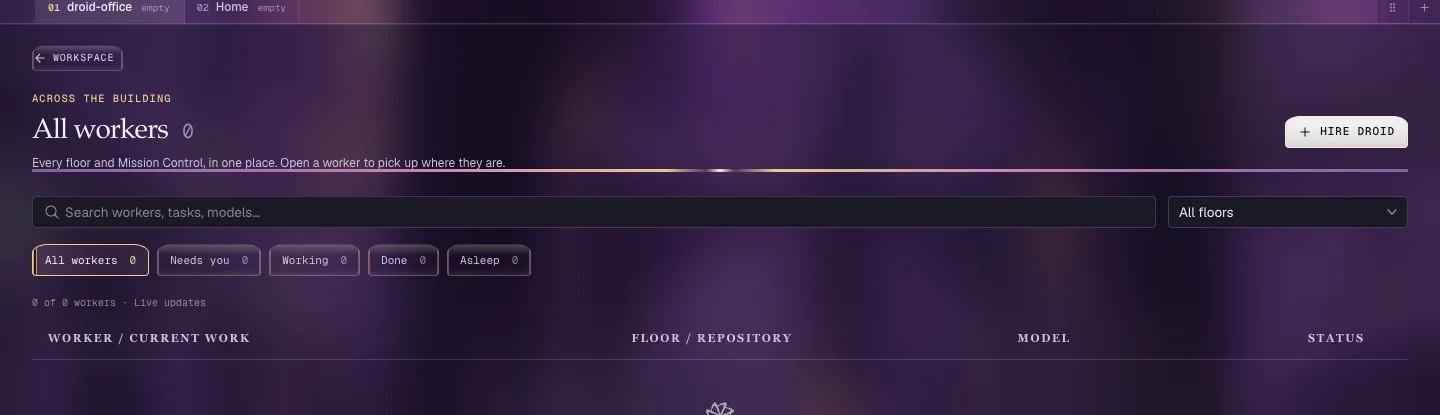 01 droid-office empty 02 Home empty
← WORKSPACE
ACROSS THE BUILDING
All workers 0
+ HIRE DROID
Every floor and Mission Control, in one place. Open a worker to pick up where they are.
Search workers, tasks, models…
All floors
All workers 0 Needs you 0 Working 0 Done 0 Asleep 0
0 of 0 workers · Live updates
WORKER / CURRENT WORK FLOOR / REPOSITORY MODEL STATUS